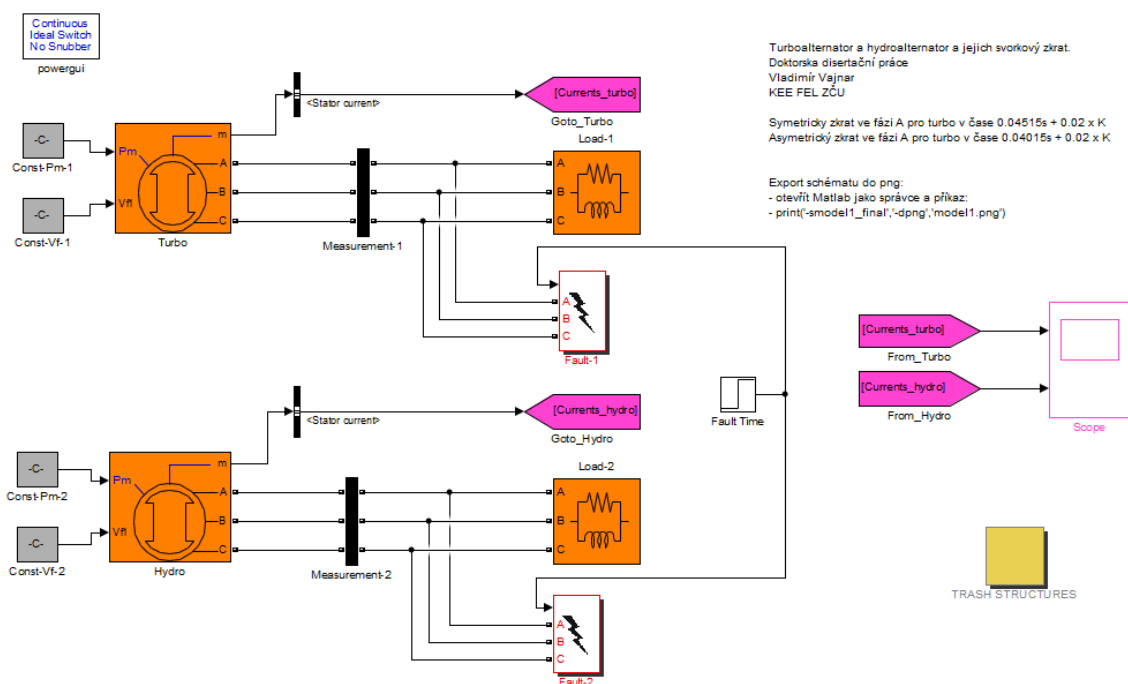 Continuous
Ideal Switch
No Snubber
powergui
Turboalternator a hydroalternator a jejich svorkový zkrat.
Doktorska disertační práce
Vladimír Vajnar
KEE FEL ZČU
Symetricky zkrat ve fázi A pro turbo v čase 0.04515s + 0.02 x K
Asymetrický zkrat ve fázi A pro turbo v čase 0.04015s + 0.02 x K
Export schématu do png:
- otevřít Matlab jako správce a příkaz:
- print('-smodel1_final','-dpng','model1.png')
<Stator current>
[Currents_turbo]
Goto_Turbo
-C-
Const-Pm-1
-C-
Const-Vf-1
Pm
Vf1
m
A
B
C
Turbo
Measurement-1
Load-1
A
B
C
A
B
C
Fault-1
Fault Time
[Currents_turbo]
From_Turbo
[Currents_hydro]
From_Hydro
Scope
<Stator current>
[Currents_hydro]
Goto_Hydro
-C-
Const-Pm-2
-C-
Const-Vf-2
Pm
Vf1
m
A
B
C
Hydro
Measurement-2
Load-2
A
B
C
A
B
C
Fault-2
TRASH STRUCTURES